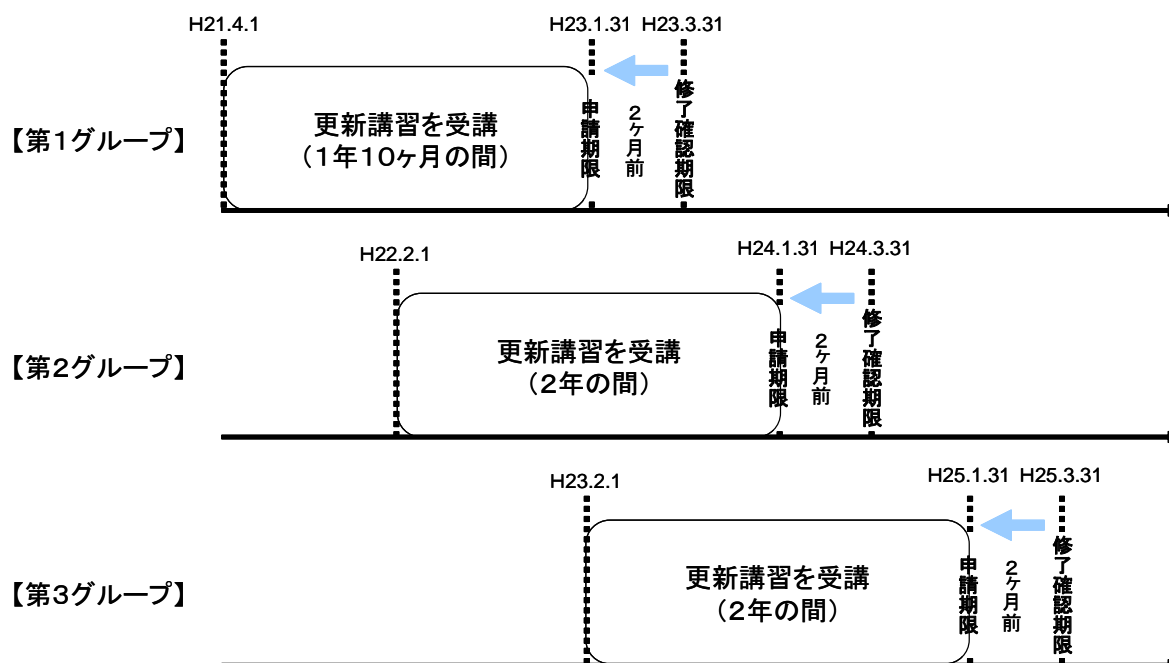 H21.4.1
H23.1.31
H23.3.31
【第1グループ】
更新講習を受講
（1年10ヶ月の間）
申請期限
2ヶ月前
修了確認期限
H22.2.1
H24.1.31
H24.3.31
【第2グループ】
更新講習を受講
（2年の間）
申請期限
2ヶ月前
修了確認期限
H23.2.1
H25.1.31
H25.3.31
【第3グループ】
更新講習を受講
（2年の間）
申請期限
2ヶ月前
修了確認期限